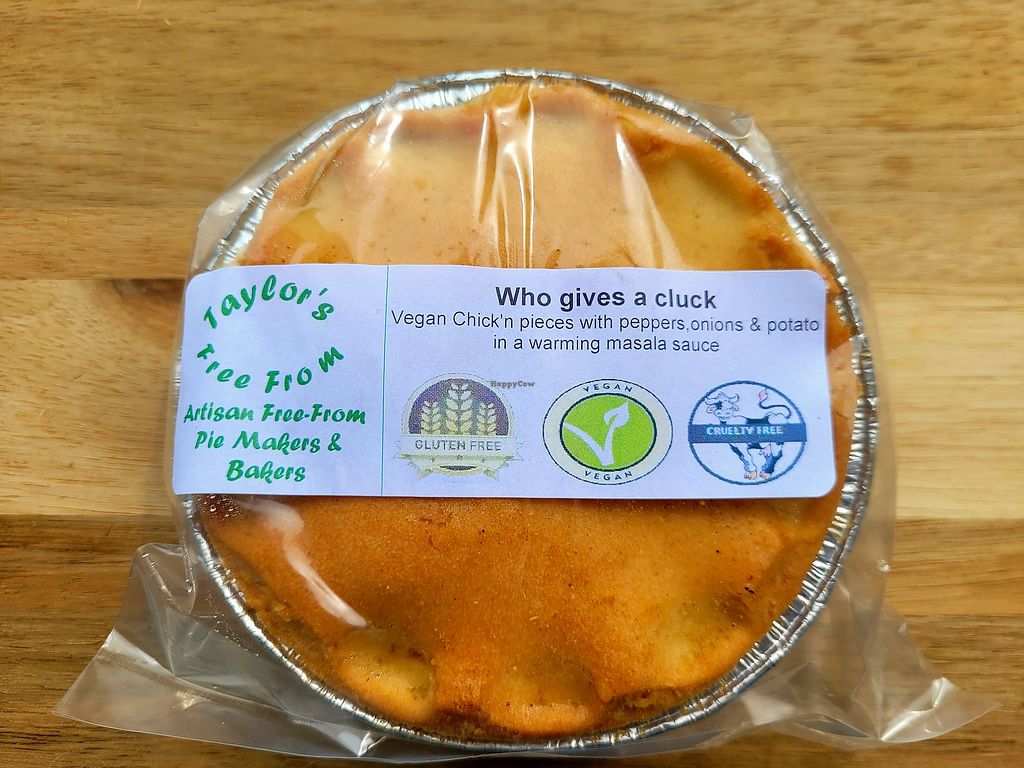 Taylor's
Free From
Artisan Free-From
Pie Makers &
Bakers
Who gives a cluck
Vegan Chick'n pieces with peppers,onions & potato
in a warming masala sauce
HappyCow
GLUTEN FREE
VEGAN
VEGAN
CRUELTY FREE